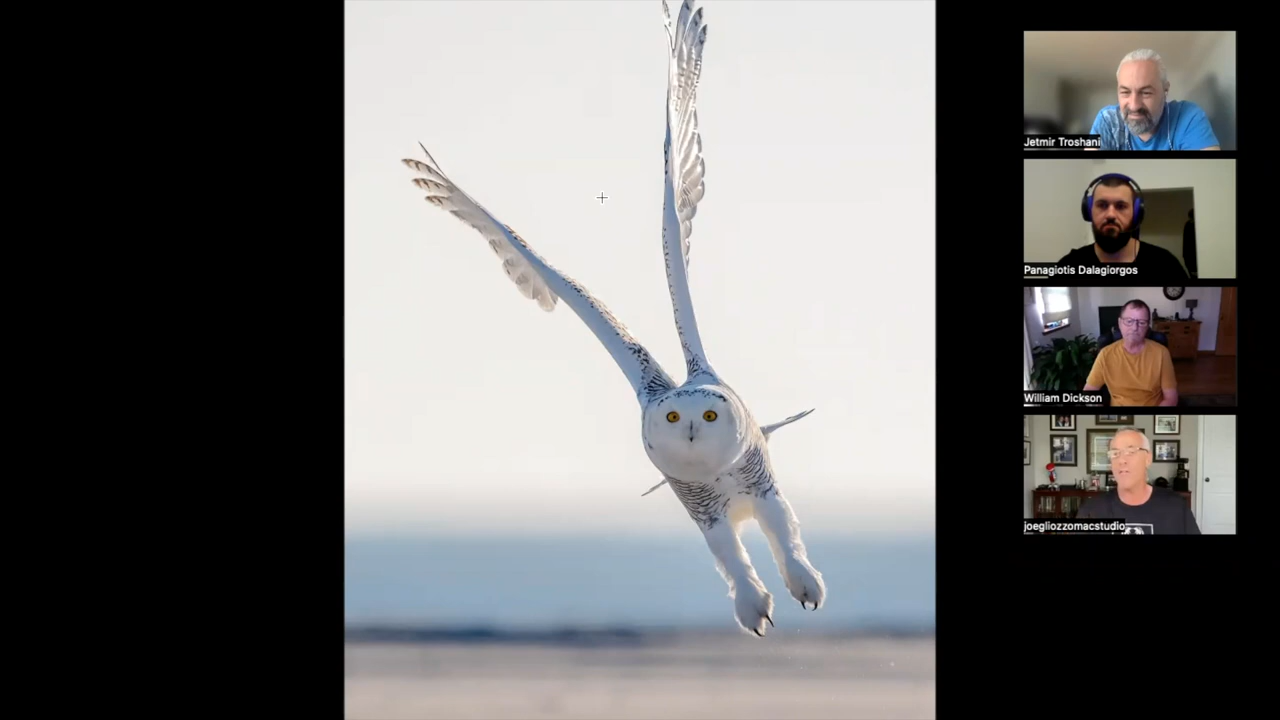 Jetmir Troshani
Panagiotis Dalagiorgos
William Dickson
joegliozzomacstudio